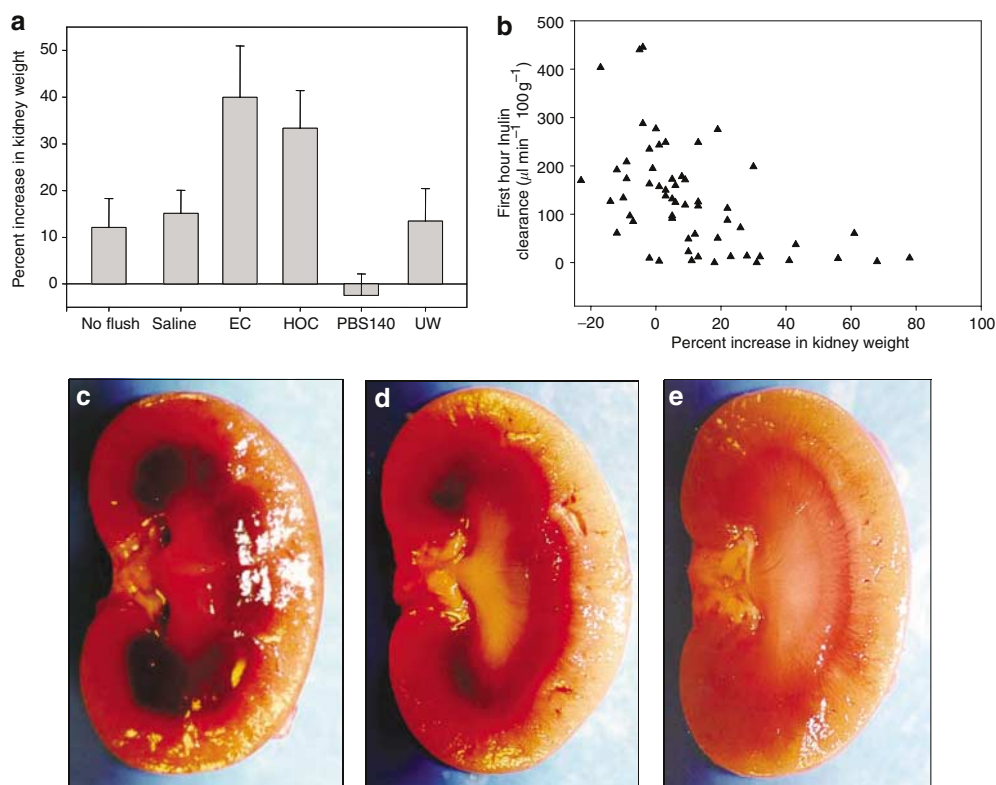 a
Percent increase in kidney weight
50
40
30
20
10
0
No flush Saline EC HOC PBS140 UW
b
First hour Inulin
clearance (µl min⁻¹ 100 g⁻¹)
500
400
300
200
100
0
−20 0 20 40 60 80 100
Percent increase in kidney weight
c
d
e